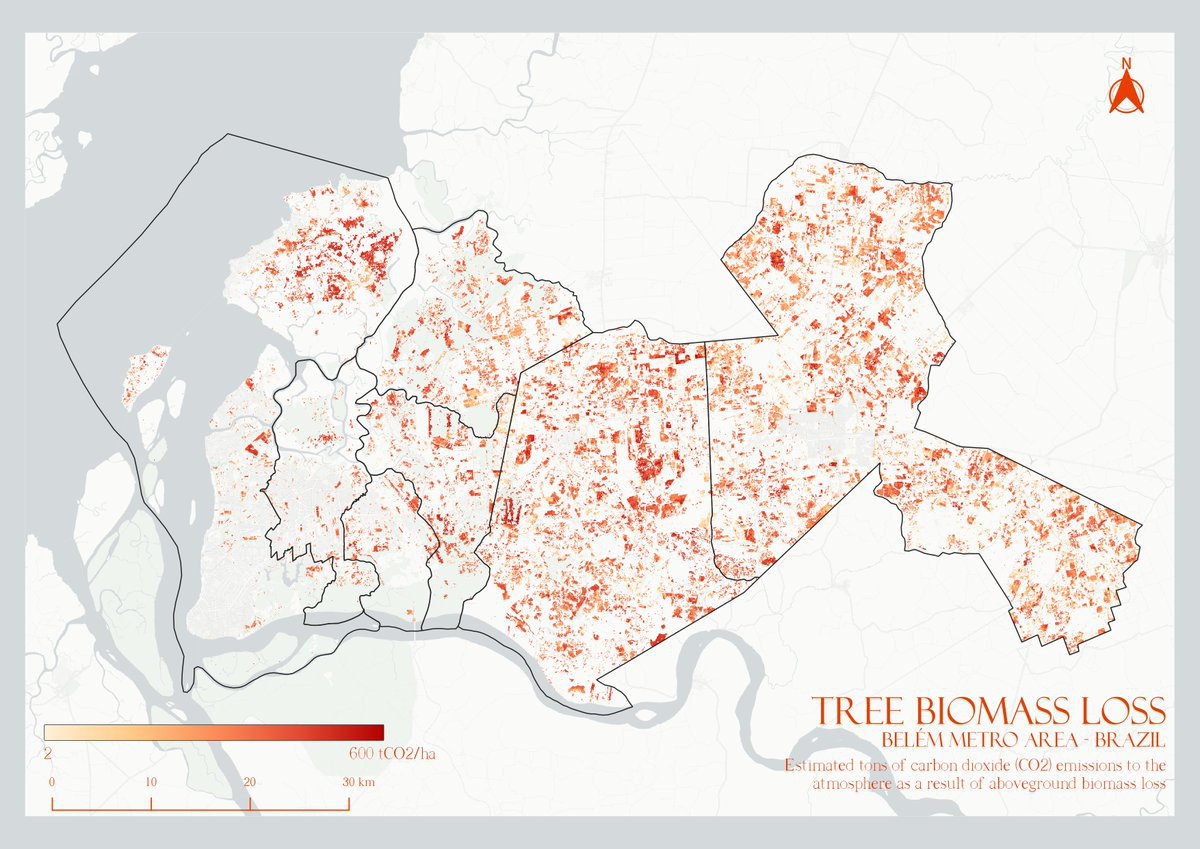 N
TREE BIOMASS LOSS
BELÉM METRO AREA - BRAZIL
Estimated tons of carbon dioxide (CO2) emissions to the
atmosphere as a result of aboveground biomass loss
2 600 tCO2/ha
0 10 20 30 km